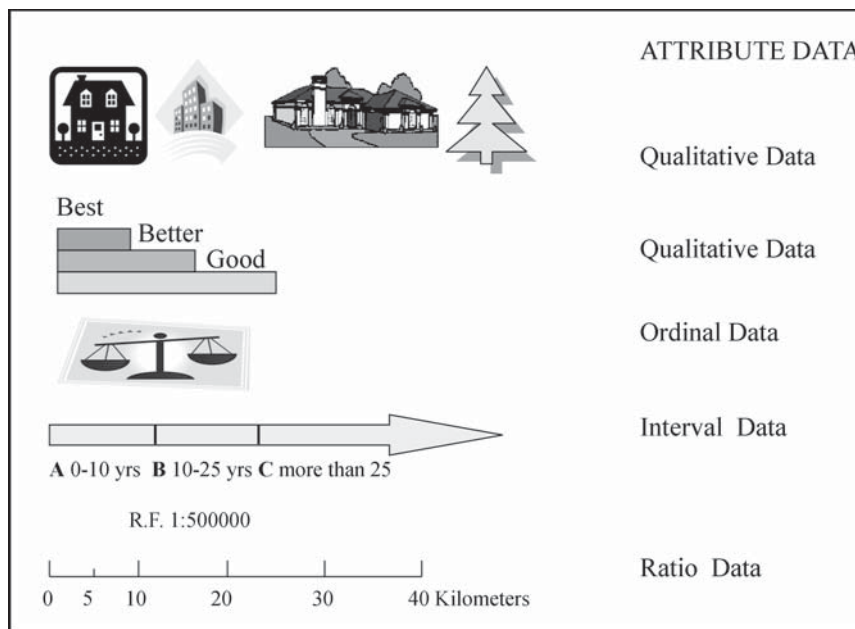 ATTRIBUTE DATA
Qualitative Data
Best
Better
Good
Qualitative Data
Ordinal Data
Interval Data
A 0-10 yrs B 10-25 yrs C more than 25
R.F. 1:500000
Ratio Data
0 5 10 20 30 40 Kilometers